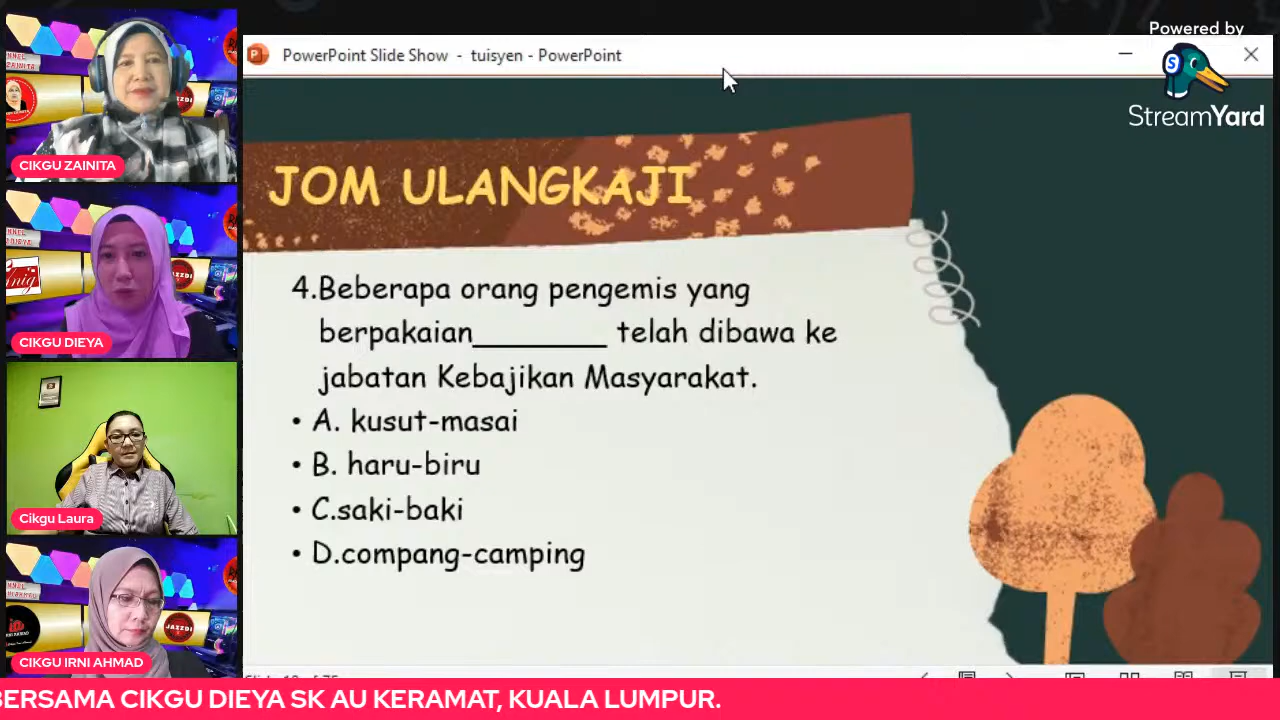 Powered by
StreamYard
PowerPoint Slide Show - tuisyen - PowerPoint
CIKGU ZAINITA
CIKGU DIEYA
Cikgu Laura
CIKGU IRNI AHMAD
JOM ULANGKAJI
4.Beberapa orang pengemis yang
berpakaian________ telah dibawa ke
jabatan Kebajikan Masyarakat.
• A. kusut-masai
• B. haru-biru
• C.saki-baki
• D.compang-camping
BERSAMA CIKGU DIEYA SK AU KERAMAT, KUALA LUMPUR.